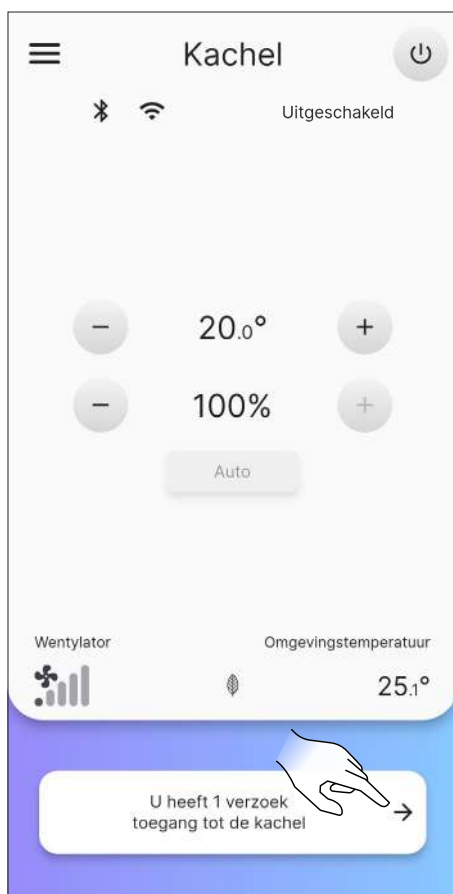 Kachel
Uitgeschakeld
20.0°
100%
Auto
Wentylator
Omgevingstemperatuur
25.1°
U heeft 1 verzoek
toegang tot de kachel